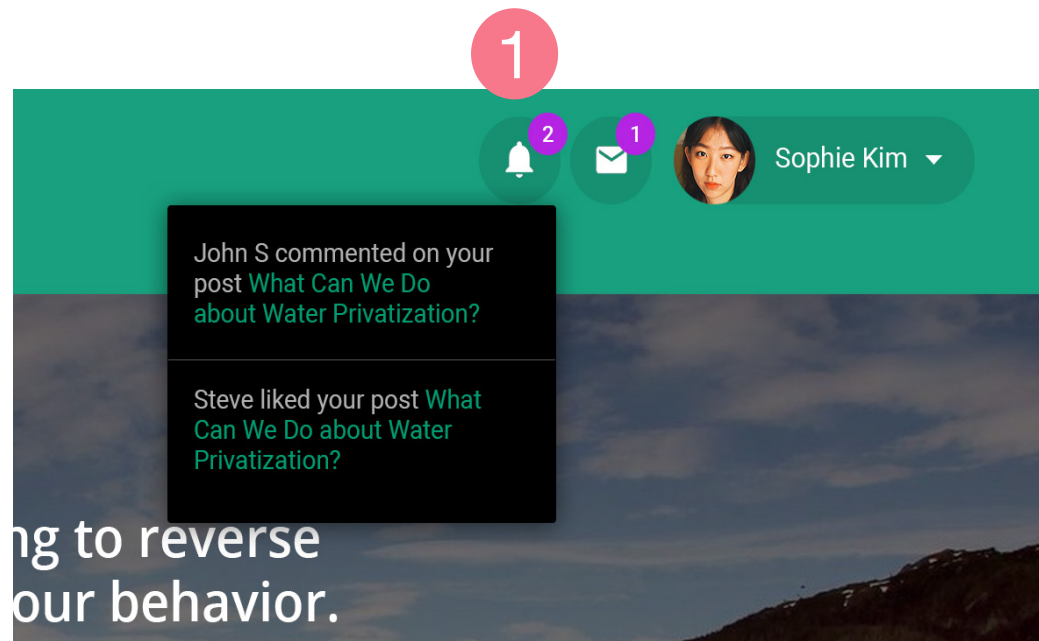 1
2
1
Sophie Kim
John S commented on your
post What Can We Do
about Water Privatization?
Steve liked your post What
Can We Do about Water
Privatization?
to reverse
our behavior.